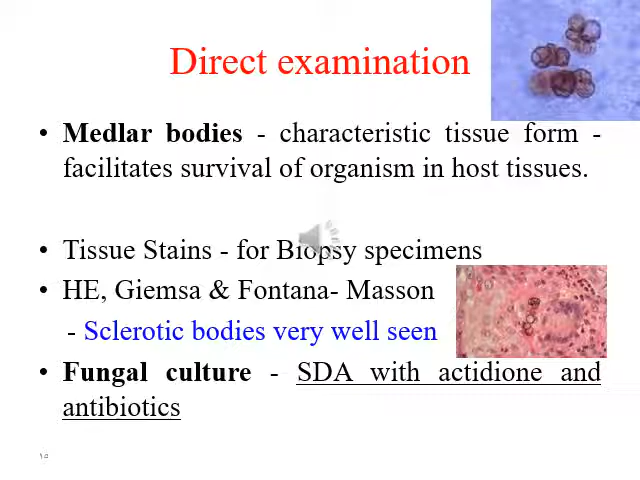 Direct examination
• Medlar bodies - characteristic tissue form -
facilitates survival of organism in host tissues.
• Tissue Stains - for Biopsy specimens
• HE, Giemsa & Fontana- Masson
- Sclerotic bodies very well seen
• Fungal culture - SDA with actidione and
antibiotics
١٥